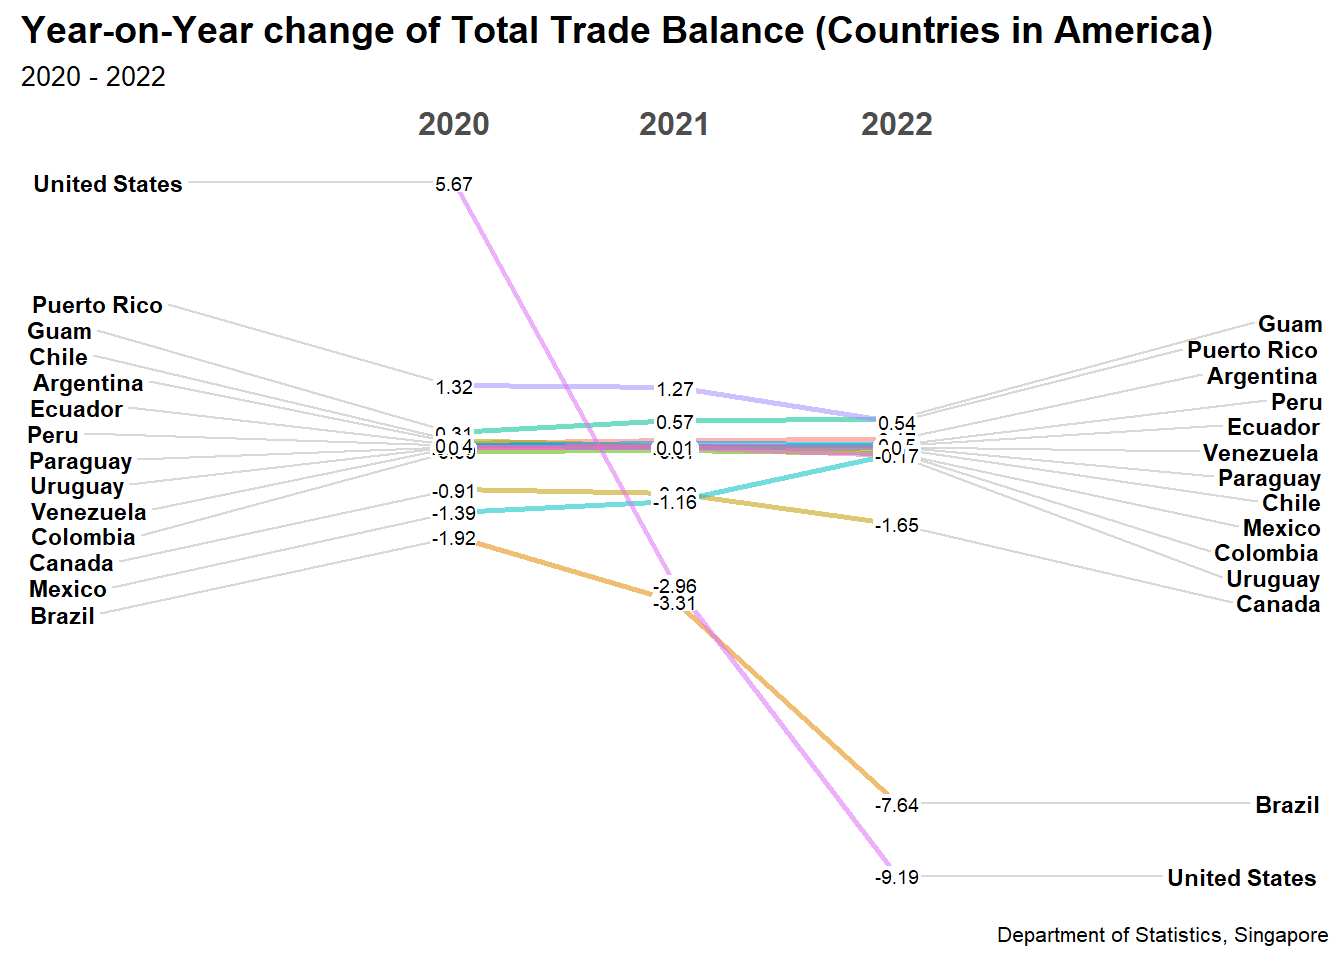 Year-on-Year change of Total Trade Balance (Countries in America)
2020 - 2022
2020 2021 2022
United States
5.67
Puerto Rico
Guam
Chile
Argentina
Ecuador
Peru
Paraguay
Uruguay
Venezuela
Colombia
Canada
Mexico
Brazil
1.32
0.31
-0.91
-1.39
-1.92
1.27
0.57
-0.01
-1.16
-2.96
-3.31
0.54
-0.17
-1.65
-7.64
-9.19
Guam
Puerto Rico
Argentina
Peru
Ecuador
Venezuela
Paraguay
Chile
Mexico
Colombia
Uruguay
Canada
Brazil
United States
Department of Statistics, Singapore